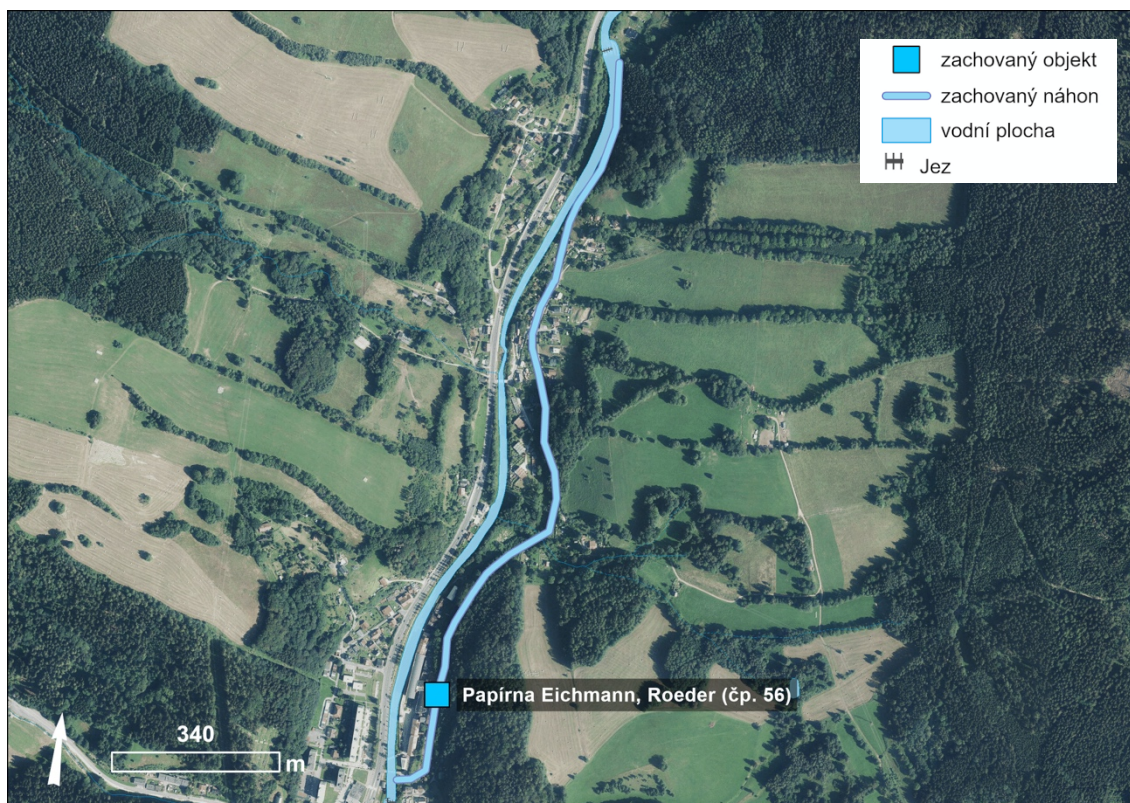 zachovaný objekt
zachovaný náhon
vodní plocha
Jez
Papírna Eichmann, Roeder (čp. 56)
340
m